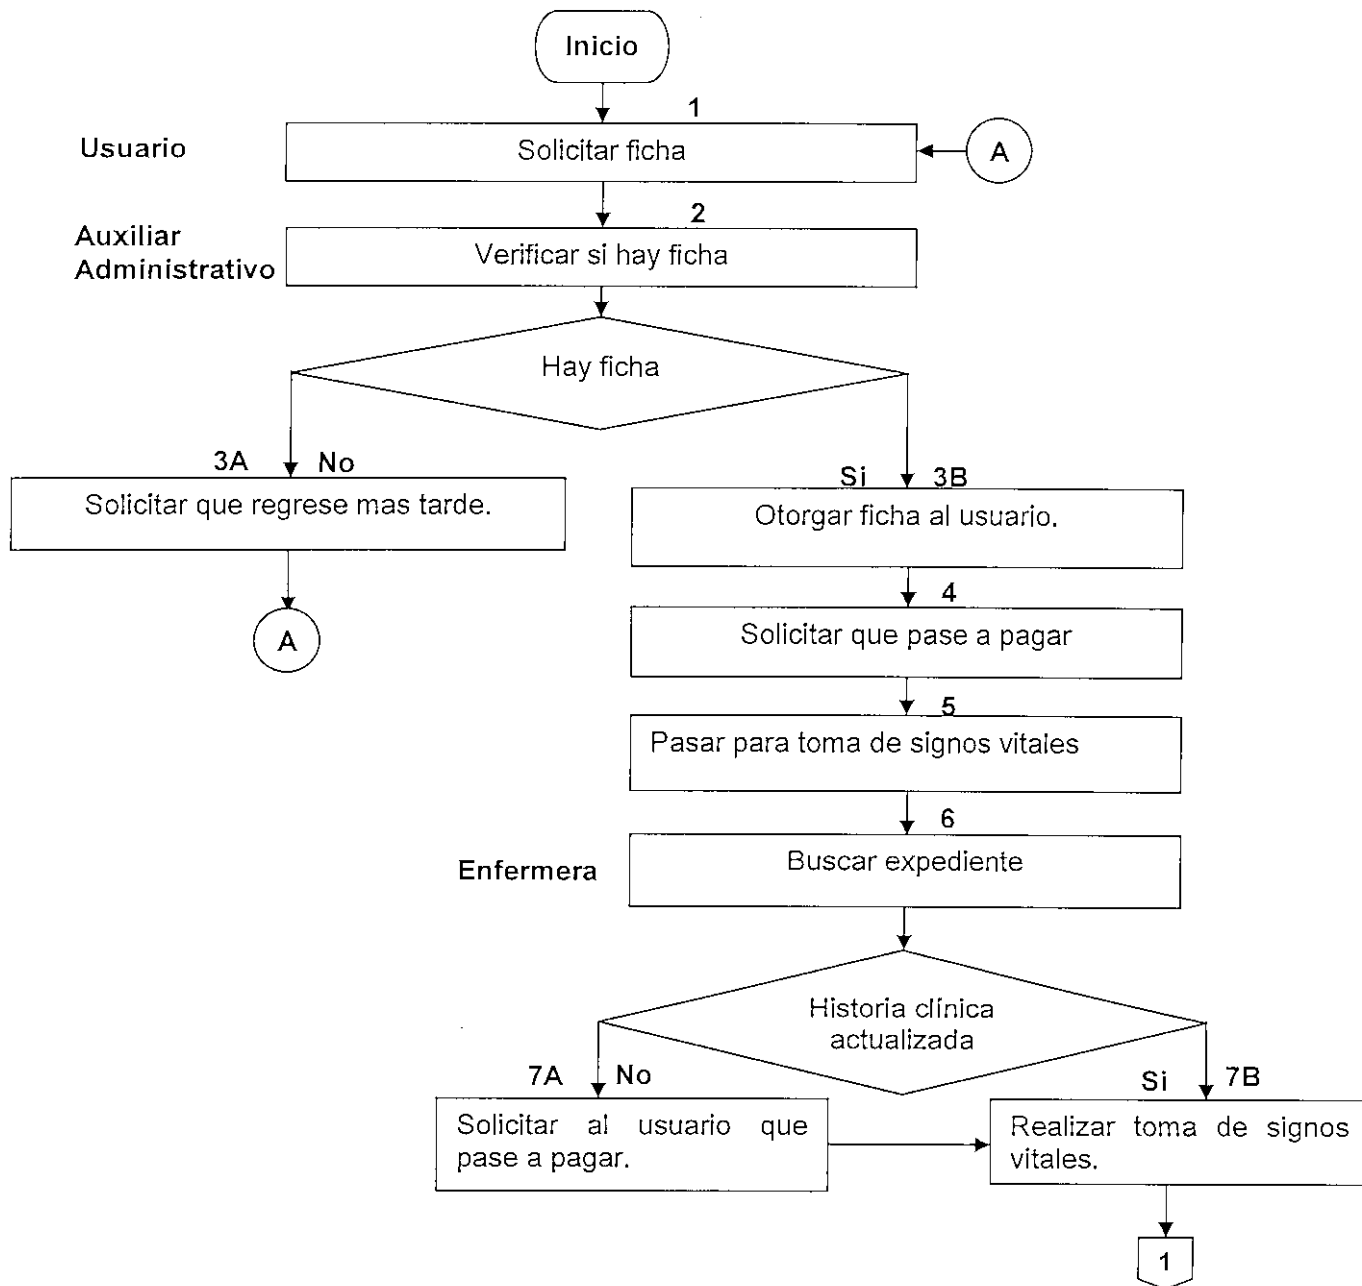 Inicio
1
Usuario
Solicitar ficha
A
2
Auxiliar
Administrativo
Verificar si hay ficha
Hay ficha
3A No
Solicitar que regrese mas tarde.
A
Si 3B
Otorgar ficha al usuario.
4
Solicitar que pase a pagar
5
Pasar para toma de signos vitales
6
Enfermera
Buscar expediente
Historia clínica
actualizada
7A No
Solicitar al usuario que
pase a pagar.
Si 7B
Realizar toma de signos
vitales.
1